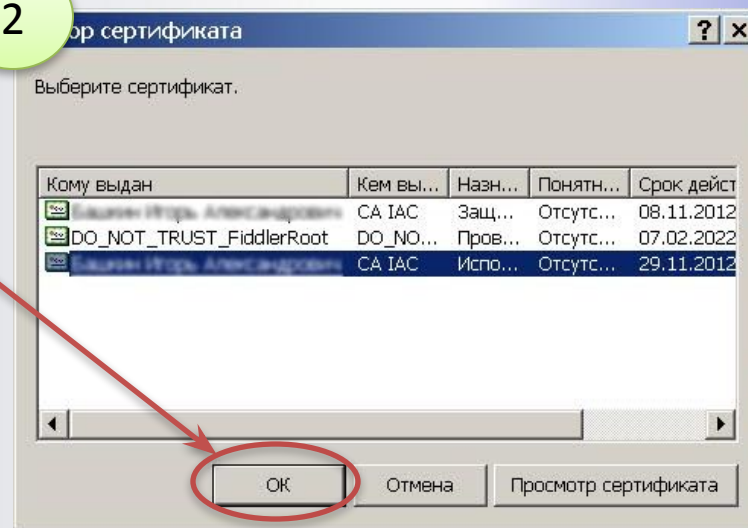 2
ор сертификата
Выберите сертификат.
Кому выдан Кем вы... Назн... Понятн... Срок дейст
CA IAC Защ... Отсутс... 08.11.2012
DO_NOT_TRUST_FiddlerRoot DO_NO... Пров... Отсутс... 07.02.2022
CA IAC Испо... Отсутс... 29.11.2012
ОК Отмена Просмотр сертификата